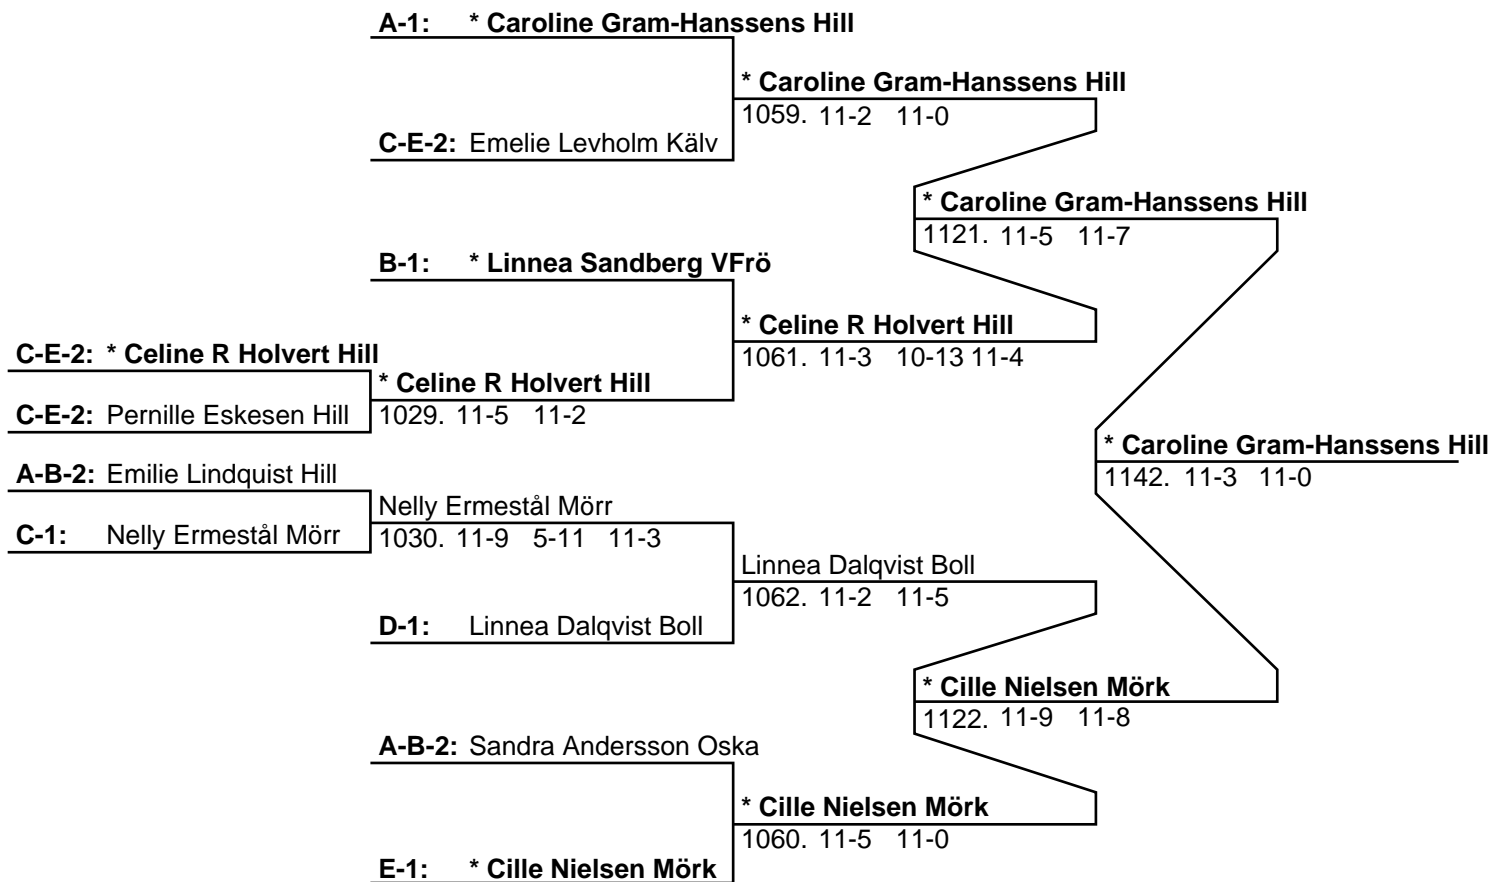 A-1: * Caroline Gram-Hanssens Hill
* Caroline Gram-Hanssens Hill
1059. 11-2 11-0
C-E-2: Emelie Levholm Kälv
* Caroline Gram-Hanssens Hill
1121. 11-5 11-7
B-1: * Linnea Sandberg VFrö
* Celine R Holvert Hill
1061. 11-3 10-13 11-4
C-E-2: * Celine R Holvert Hill
* Celine R Holvert Hill
C-E-2: Pernille Eskesen Hill
1029. 11-5 11-2
* Caroline Gram-Hanssens Hill
1142. 11-3 11-0
A-B-2: Emilie Lindquist Hill
Nelly Ermestål Mörr
C-1: Nelly Ermestål Mörr
1030. 11-9 5-11 11-3
Linnea Dalqvist Boll
1062. 11-2 11-5
D-1: Linnea Dalqvist Boll
* Cille Nielsen Mörk
1122. 11-9 11-8
A-B-2: Sandra Andersson Oska
* Cille Nielsen Mörk
1060. 11-5 11-0
E-1: * Cille Nielsen Mörk